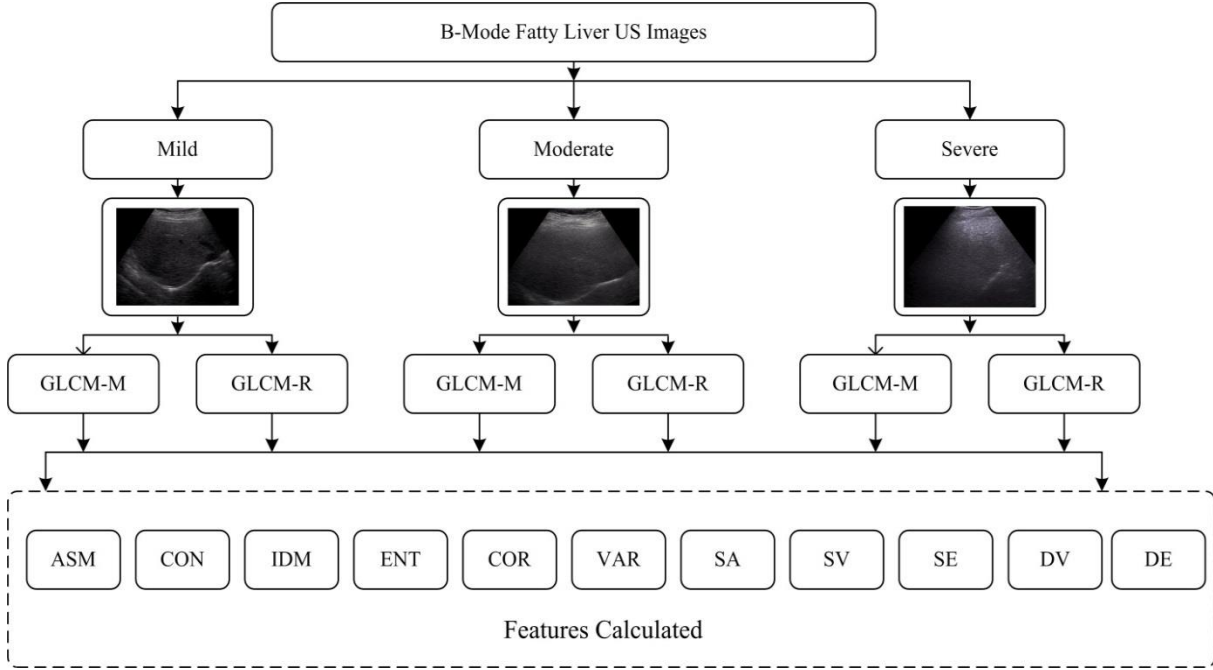 B-Mode Fatty Liver US Images
Mild
Moderate
Severe
GLCM-M
GLCM-R
GLCM-M
GLCM-R
GLCM-M
GLCM-R
ASM
CON
IDM
ENT
COR
VAR
SA
SV
SE
DV
DE
Features Calculated